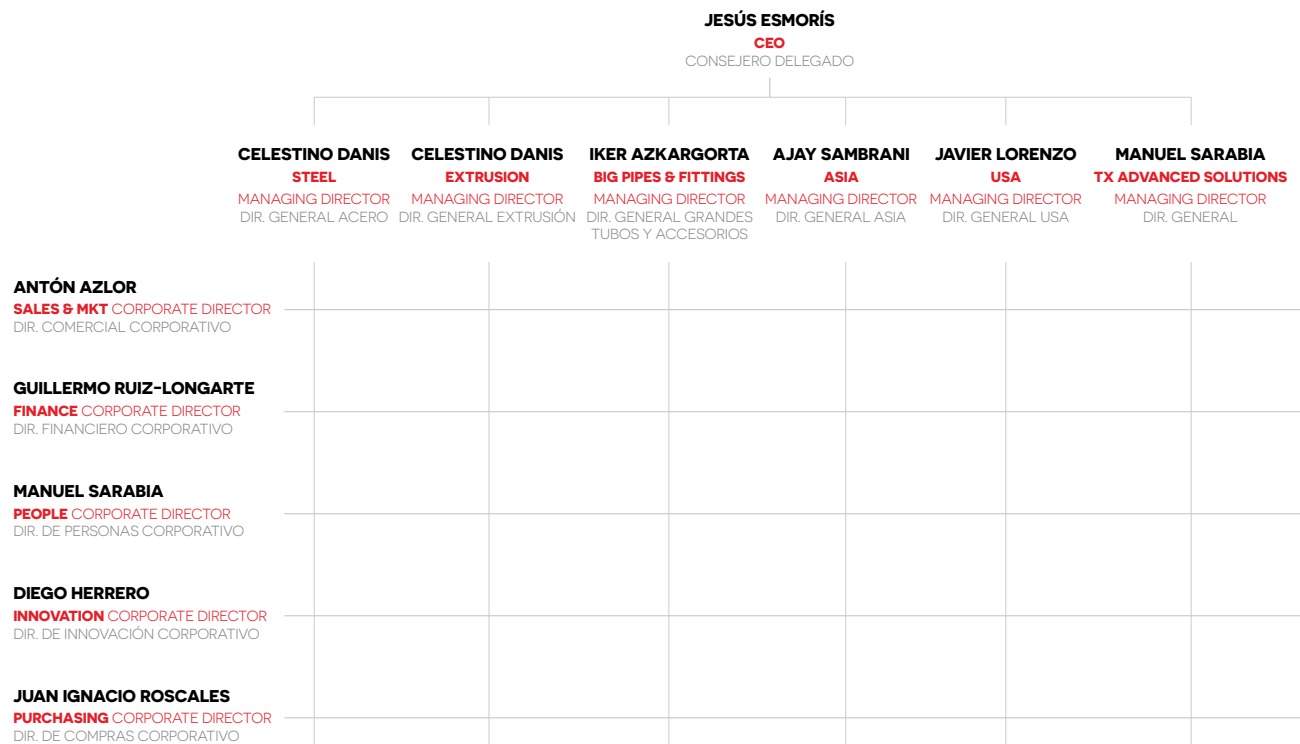 JESÚS ESMORÍS
CEO
CONSEJERO DELEGADO
CELESTINO DANIS
STEEL
MANAGING DIRECTOR
DIR. GENERAL ACERO
CELESTINO DANIS
EXTRUSION
MANAGING DIRECTOR
DIR. GENERAL EXTRUSIÓN
IKER AZKARGORTA
BIG PIPES & FITTINGS
MANAGING DIRECTOR
DIR. GENERAL GRANDES
TUBOS Y ACCESORIOS
AJAY SAMBRANI
ASIA
MANAGING DIRECTOR
DIR. GENERAL ASIA
JAVIER LORENZO
USA
MANAGING DIRECTOR
DIR. GENERAL USA
MANUEL SARABIA
TX ADVANCED SOLUTIONS
MANAGING DIRECTOR
DIR. GENERAL
ANTÓN AZLOR
SALES & MKT CORPORATE DIRECTOR
DIR. COMERCIAL CORPORATIVO
GUILLERMO RUIZ-LONGARTE
FINANCE CORPORATE DIRECTOR
DIR. FINANCIERO CORPORATIVO
MANUEL SARABIA
PEOPLE CORPORATE DIRECTOR
DIR. DE PERSONAS CORPORATIVO
DIEGO HERRERO
INNOVATION CORPORATE DIRECTOR
DIR. DE INNOVACIÓN CORPORATIVO
JUAN IGNACIO ROSCALES
PURCHASING CORPORATE DIRECTOR
DIR. DE COMPRAS CORPORATIVO